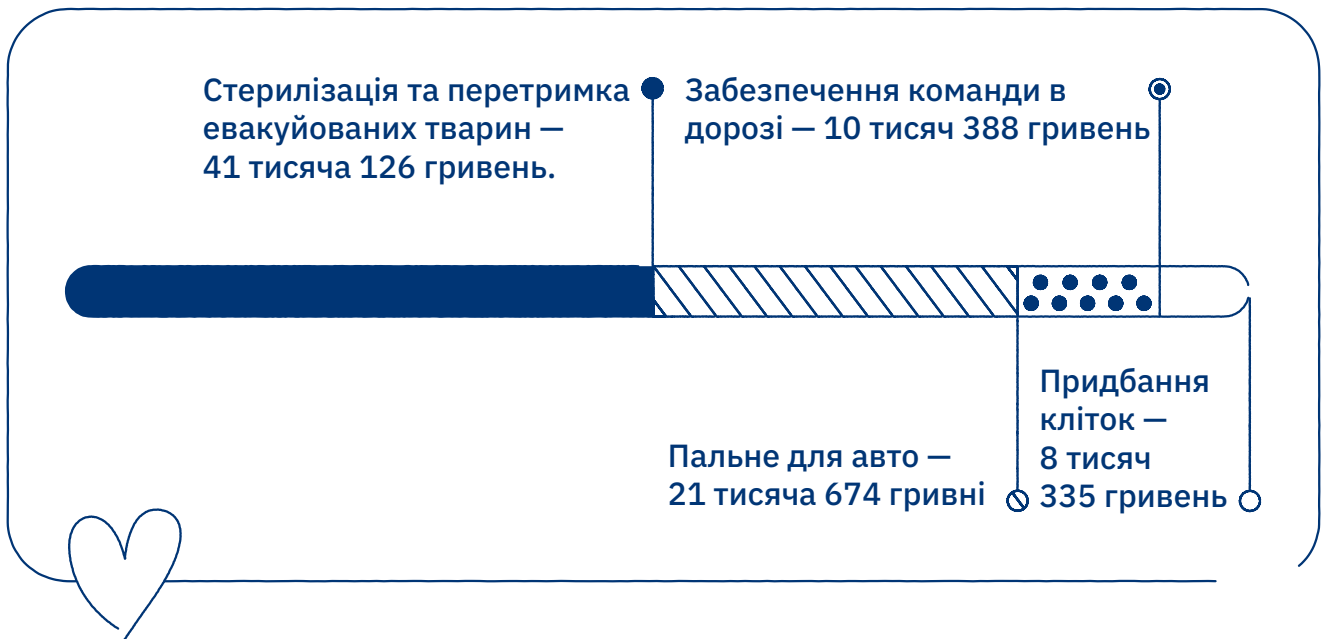 Стерилізація та перетримка
евакуйованих тварин —
41 тисяча 126 гривень.
Забезпечення команди в
дорозі — 10 тисяч 388 гривень
Пальне для авто —
21 тисяча 674 гривні
Придбання
кліток —
8 тисяч
335 гривень